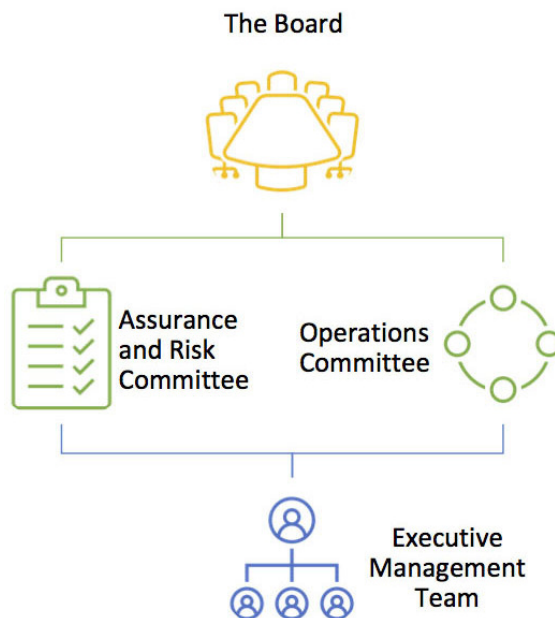 The Board
Assurance
and Risk
Committee
Operations
Committee
Executive
Management
Team